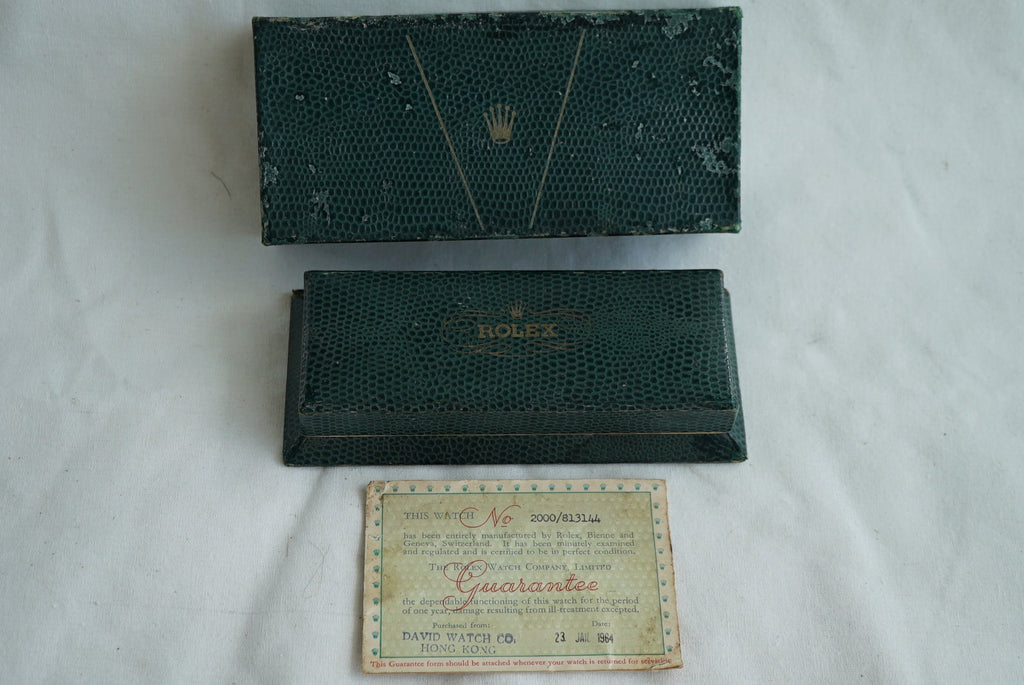 ROLEX
THIS WATCH No 2000/813144
has been entirely manufactured by Rolex, Bienne and
Geneva, Switzerland. It has been minutely examined
and regulated and is certified to be in perfect condition.
THE ROLEX WATCH COMPANY, LIMITED
Guarantee
the dependable functioning of this watch for the period
of one year, damage resulting from ill-treatment excepted.
Purchased from: Date:
DAVID WATCH CO. 23 JAN 1964
HONG KONG
This Guarantee form should be attached whenever your watch is returned for servicing